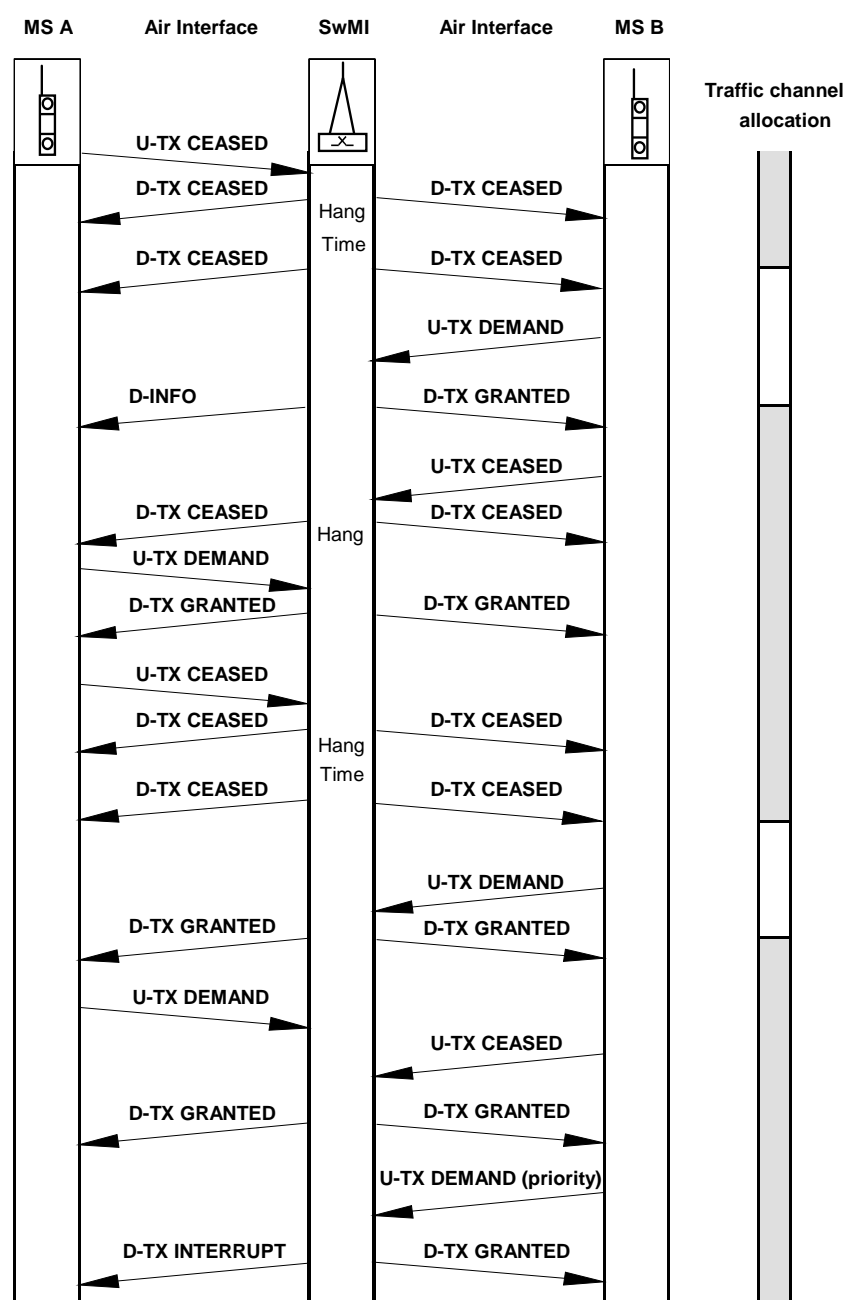 MS A Air Interface SwMI Air Interface MS B
Traffic channel
allocation
U-TX CEASED
D-TX CEASED D-TX CEASED
Hang
Time
D-TX CEASED D-TX CEASED
U-TX DEMAND
D-INFO D-TX GRANTED
U-TX CEASED
D-TX CEASED D-TX CEASED
Hang
U-TX DEMAND
D-TX GRANTED D-TX GRANTED
U-TX CEASED
D-TX CEASED D-TX CEASED
Hang
Time
D-TX CEASED D-TX CEASED
U-TX DEMAND
D-TX GRANTED D-TX GRANTED
U-TX DEMAND
U-TX CEASED
D-TX GRANTED D-TX GRANTED
U-TX DEMAND (priority)
D-TX INTERRUPT D-TX GRANTED